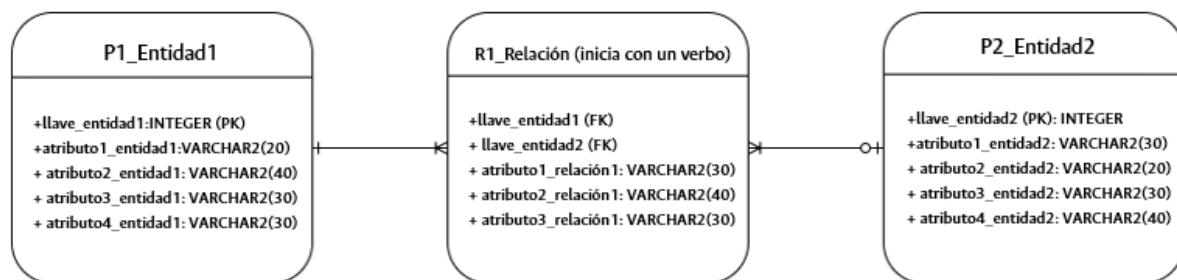 P1_Entidad1
+llave_entidad1:INTEGER (PK)
+atributo1_entidad1:VARCHAR2(20)
+ atributo2_entidad1: VARCHAR2(40)
+ atributo3_entidad1: VARCHAR2(30)
+ atributo4_entidad1: VARCHAR2(30)
R1_Relación (inicia con un verbo)
+llave_entidad1 (FK)
+ llave_entidad2 (FK)
+ atributo1_relación1: VARCHAR2(30)
+ atributo2_relación1: VARCHAR2(40)
+ atributo3_relación1: VARCHAR2(30)
P2_Entidad2
+llave_entidad2 (PK): INTEGER
+atributo1_entidad2: VARCHAR2(30)
+ atributo2_entidad2: VARCHAR2(20)
+ atributo3_entidad2: VARCHAR2(30)
+ atributo4_entidad2: VARCHAR2(40)